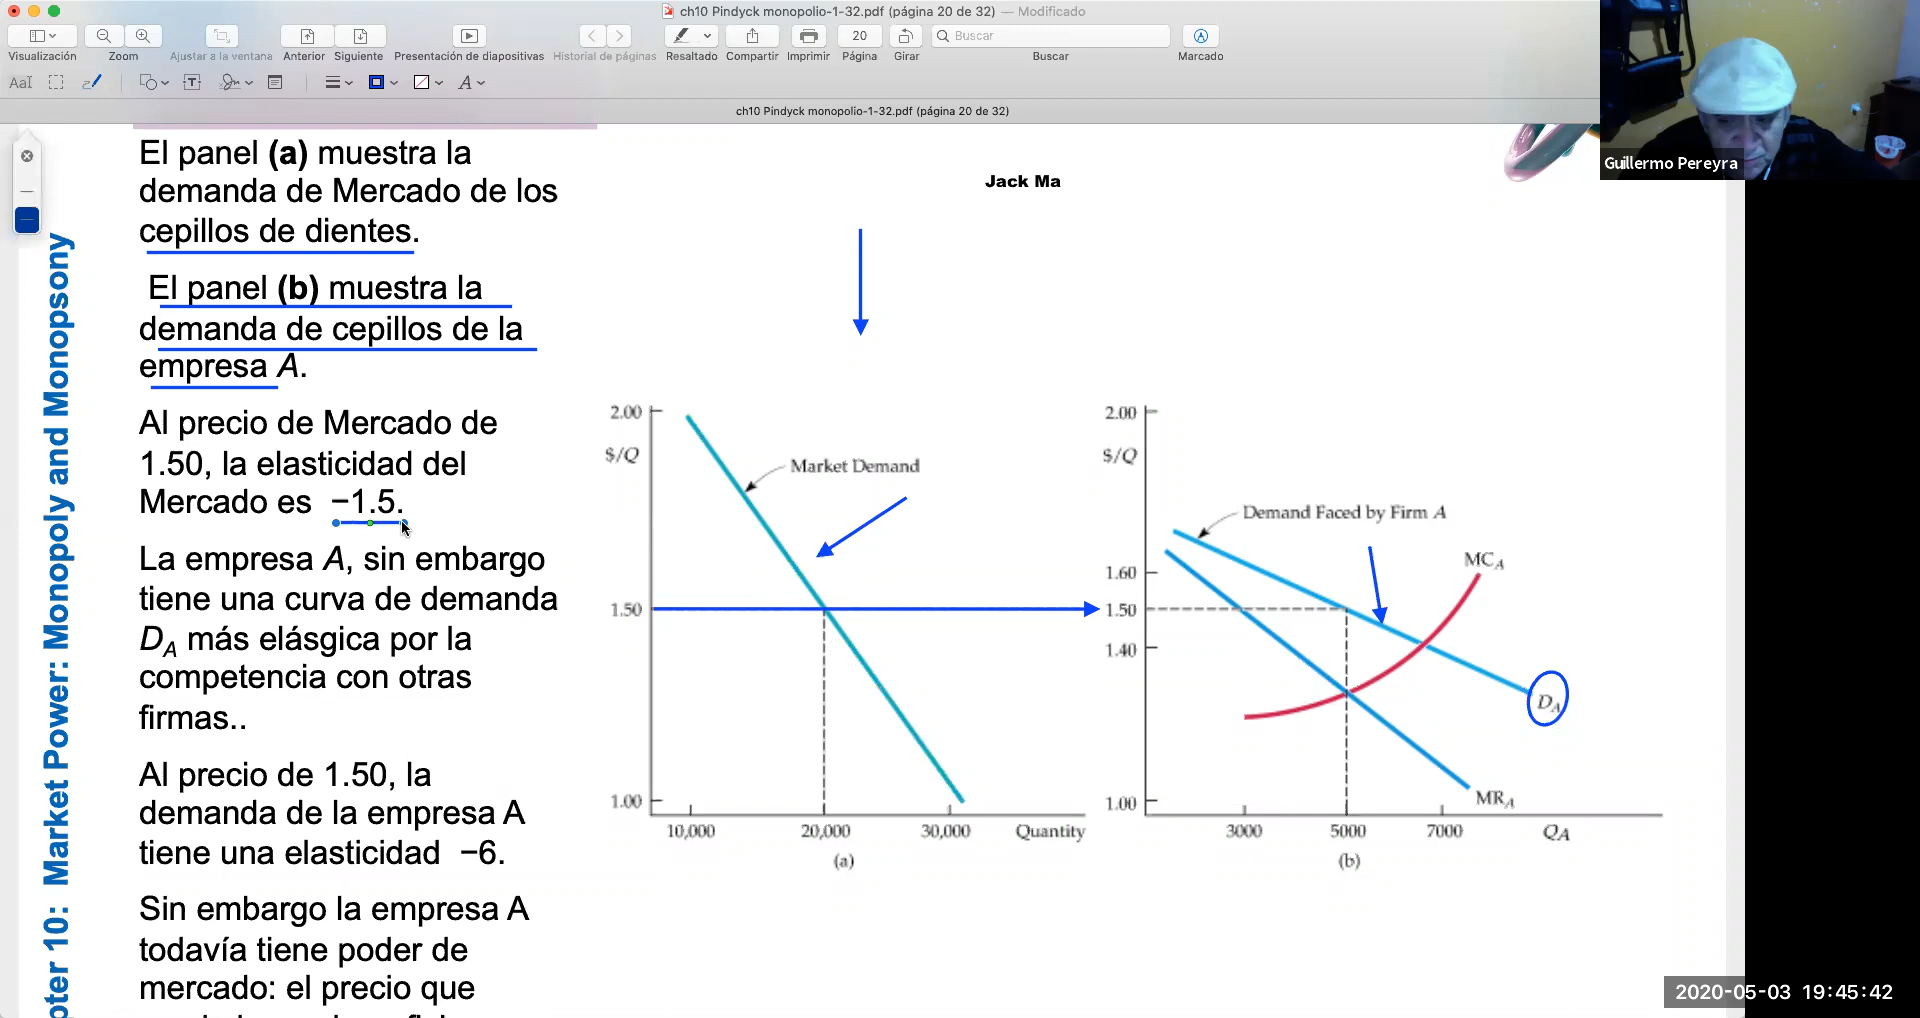 ch10 Pindyck monopolio-1-32.pdf (página 20 de 32) — Modificado
20
Buscar
Visualización
Zoom
Ajustar a la ventana
Anterior
Siguiente
Presentación de diapositivas
Historial de páginas
Resaltado
Compartir
Imprimir
Página
Girar
Buscar
Marcado
ch10 Pindyck monopolio-1-32.pdf (página 20 de 32)
Guillermo Pereyra
Jack Ma
El panel (a) muestra la
demanda de Mercado de los
cepillos de dientes.
El panel (b) muestra la
demanda de cepillos de la
empresa A.
Al precio de Mercado de
1.50, la elasticidad del
Mercado es −1.5.
La empresa A, sin embargo
tiene una curva de demanda
DA más elásgica por la
competencia con otras
firmas..
Al precio de 1.50, la
demanda de la empresa A
tiene una elasticidad −6.
Sin embargo la empresa A
todavía tiene poder de
mercado: el precio que
pter 10: Market Power: Monopoly and Monopsony
2.00
$/Q
Market Demand
1.50
1.00
10,000
20,000
30,000
Quantity
(a)
2.00
$/Q
Demand Faced by Firm A
MCA
1.60
1.50
1.40
DA
1.00
MRA
3000
5000
7000
QA
(b)
2020-05-03 19:45:42